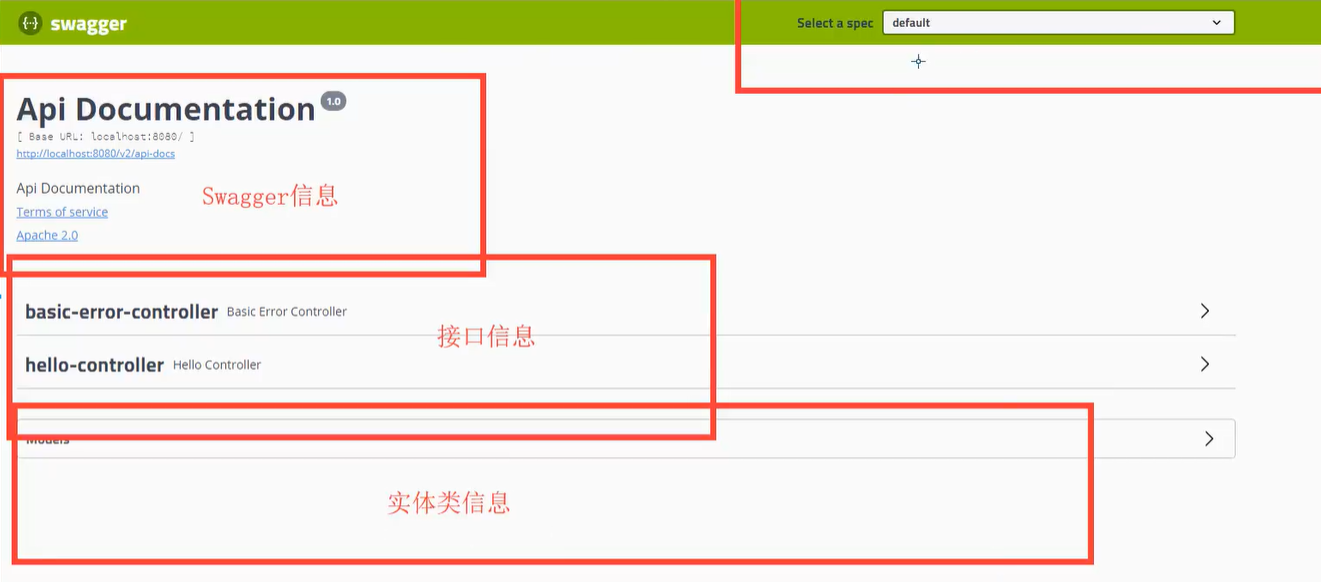 {···} swagger
Select a spec default
Api Documentation 1.0
[ Base URL: localhost:8080/ ]
http://localhost:8080/v2/api-docs
Api Documentation
Swagger信息
Terms of service
Apache 2.0
basic-error-controller Basic Error Controller
接口信息
hello-controller Hello Controller
Models
实体类信息